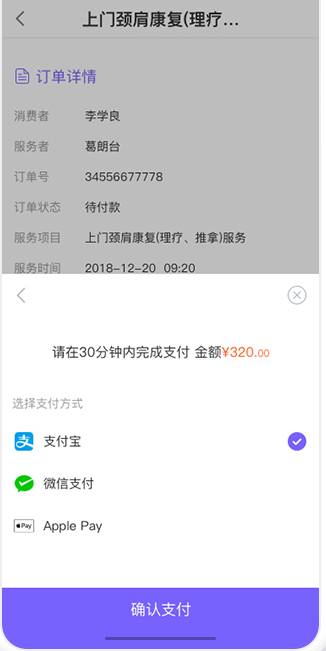 上门颈肩康复(理疗...
订单详情
消费者 李学良
服务者 葛朗台
订单号 34556677778
订单状态 待付款
服务项目 上门颈肩康复(理疗、推拿)服务
服务时间 2018-12-20 09:20
请在30分钟内完成支付 金额¥320.00
选择支付方式
支 支付宝
微信支付
Pay Apple Pay
确认支付